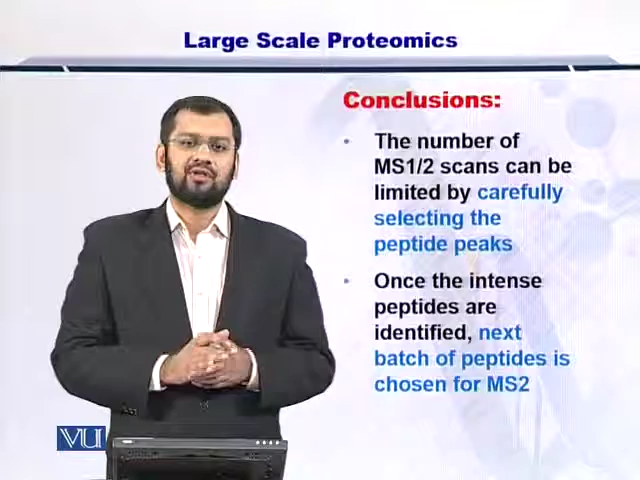 Large Scale Proteomics
Conclusions:
• The number of
MS1/2 scans can be
limited by carefully
selecting the
peptide peaks
• Once the intense
peptides are
identified, next
batch of peptides is
chosen for MS2
VU